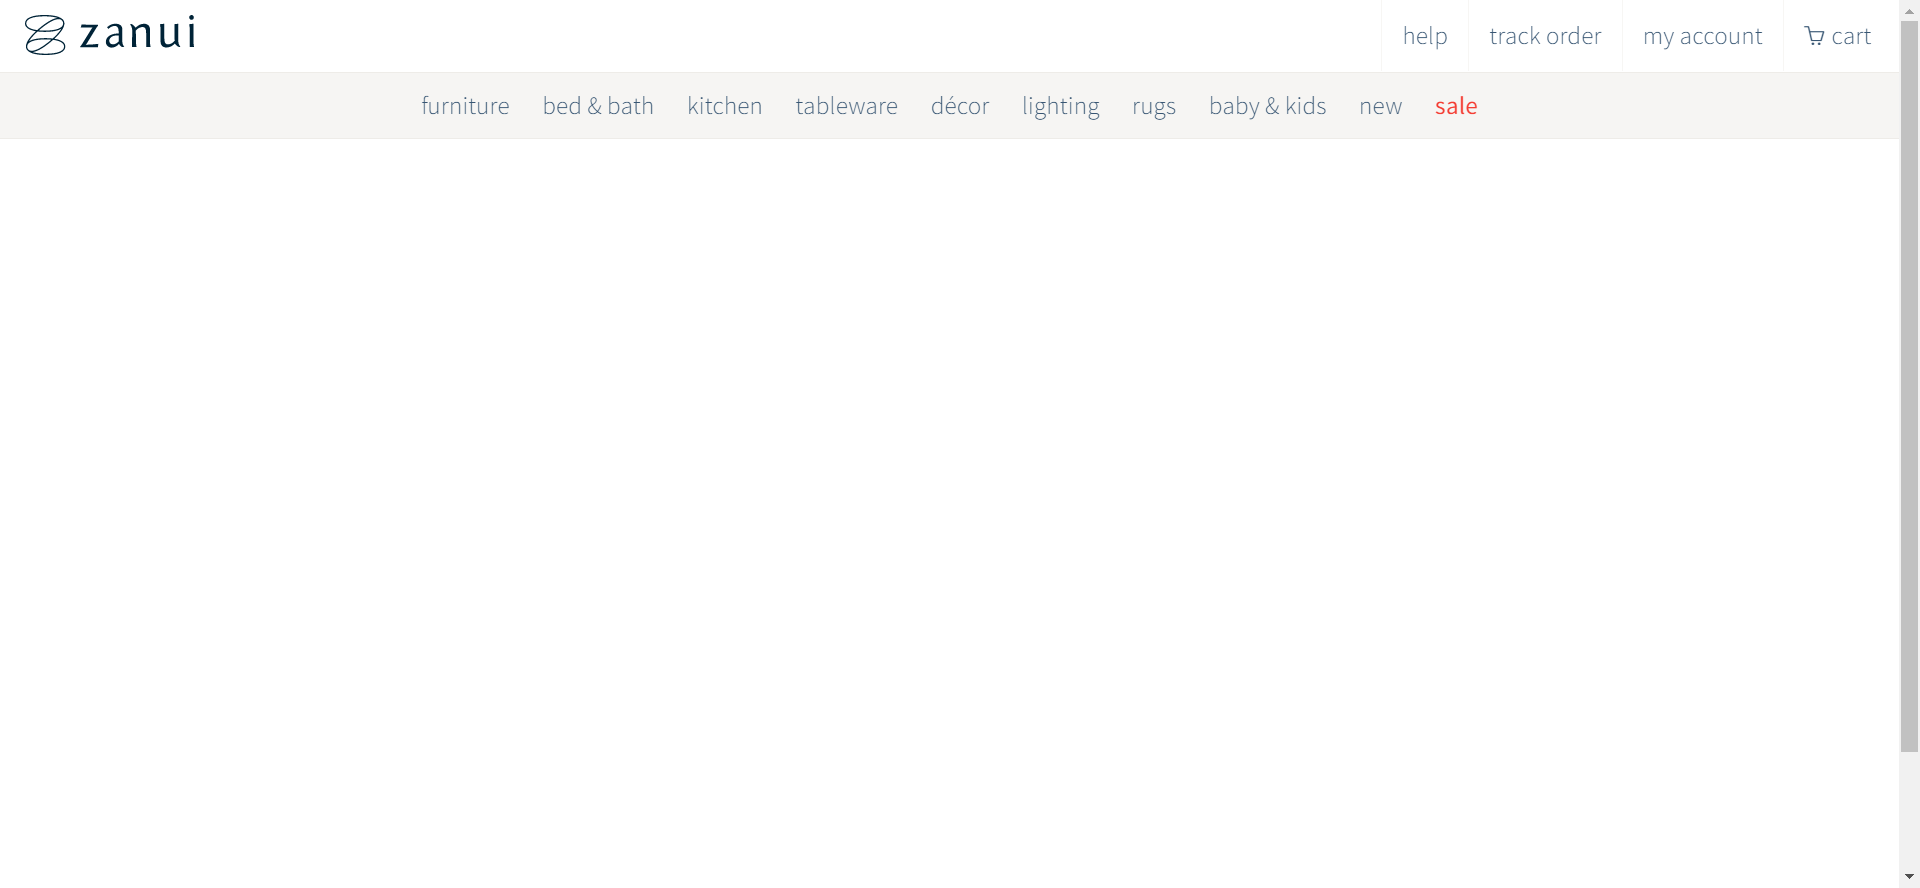 zanui
help
track order
my account
cart
furniture
bed & bath
kitchen
tableware
décor
lighting
rugs
baby & kids
new
sale